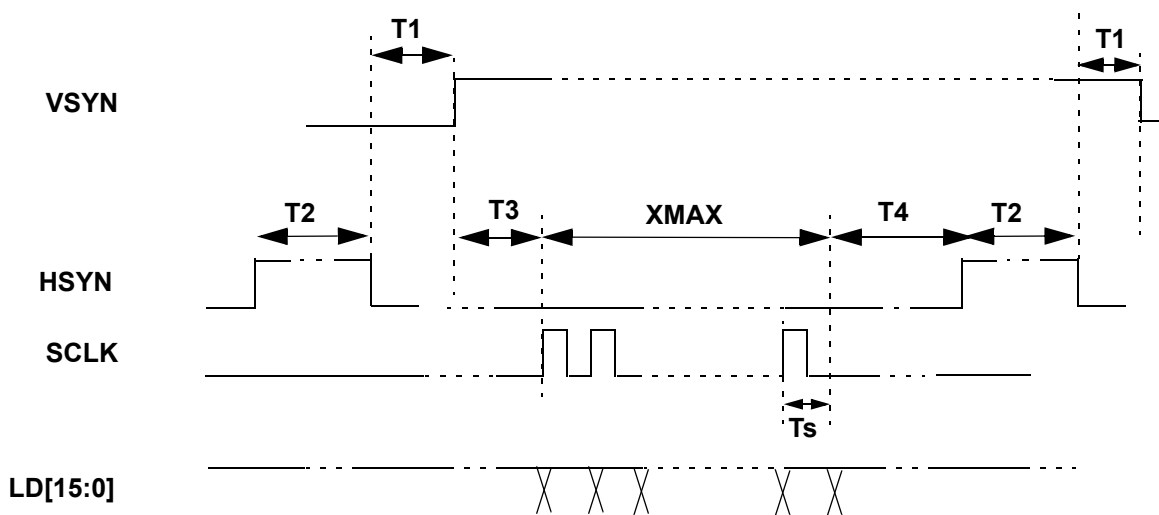 T1
T1
VSYN
T2
T3
XMAX
T4
T2
HSYN
SCLK
Ts
LD[15:0]